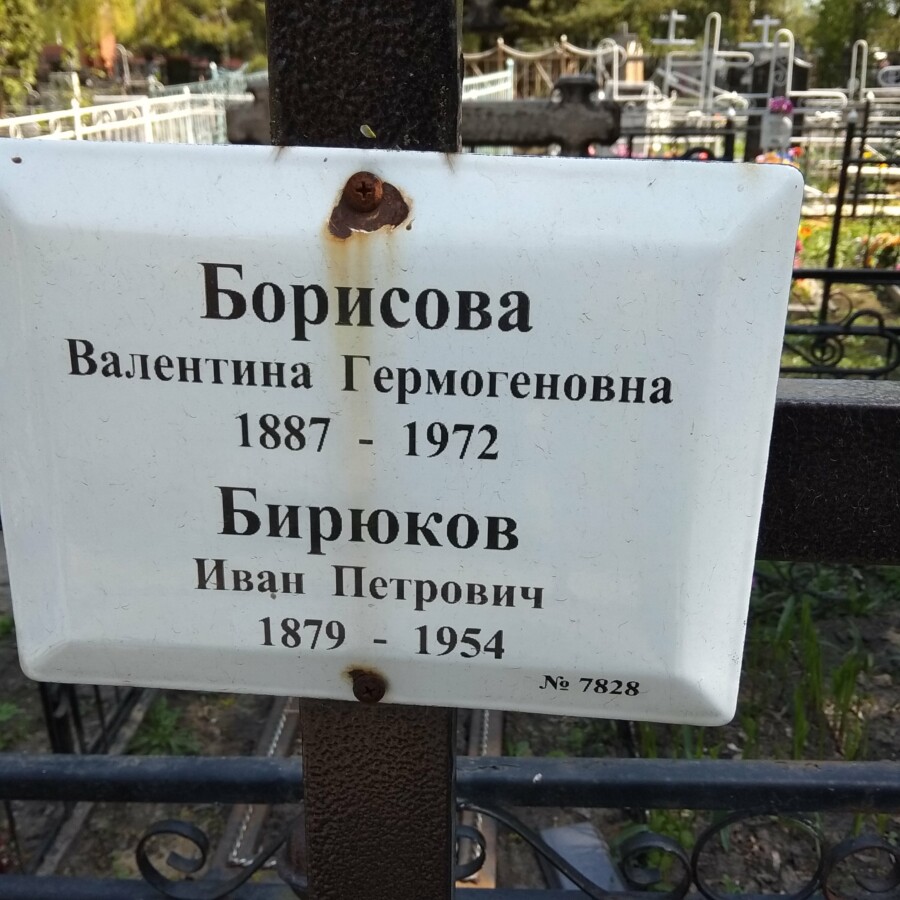 Борисова
Валентина Гермогеновна
1887 - 1972
Бирюков
Иван Петрович
1879 - 1954
№ 7828